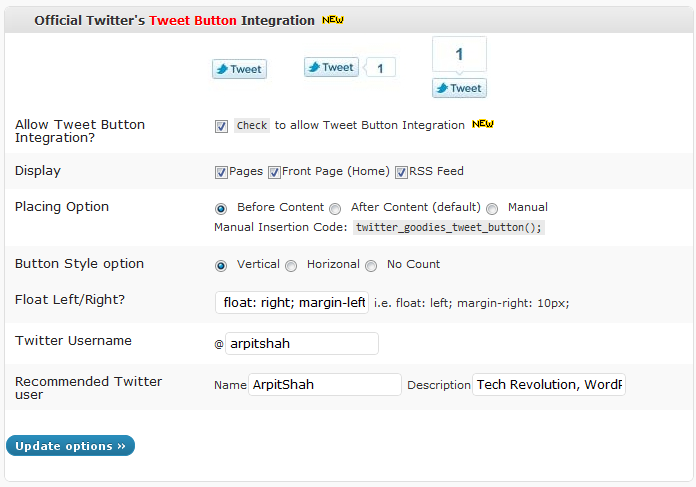 Official Twitter's Tweet Button Integration NEW
1
Tweet Tweet 1 Tweet
Allow Tweet Button Integration?
Check to allow Tweet Button Integration NEW
Display
Pages Front Page (Home) RSS Feed
Placing Option
Before Content After Content (default) Manual
Manual Insertion Code: twitter_goodies_tweet_button();
Button Style option
Vertical Horizonal No Count
Float Left/Right?
float: right; margin-left i.e. float: left; margin-right: 10px;
Twitter Username
@ arpitshah
Recommended Twitter user
Name ArpitShah Description Tech Revolution, WordP
Update options »